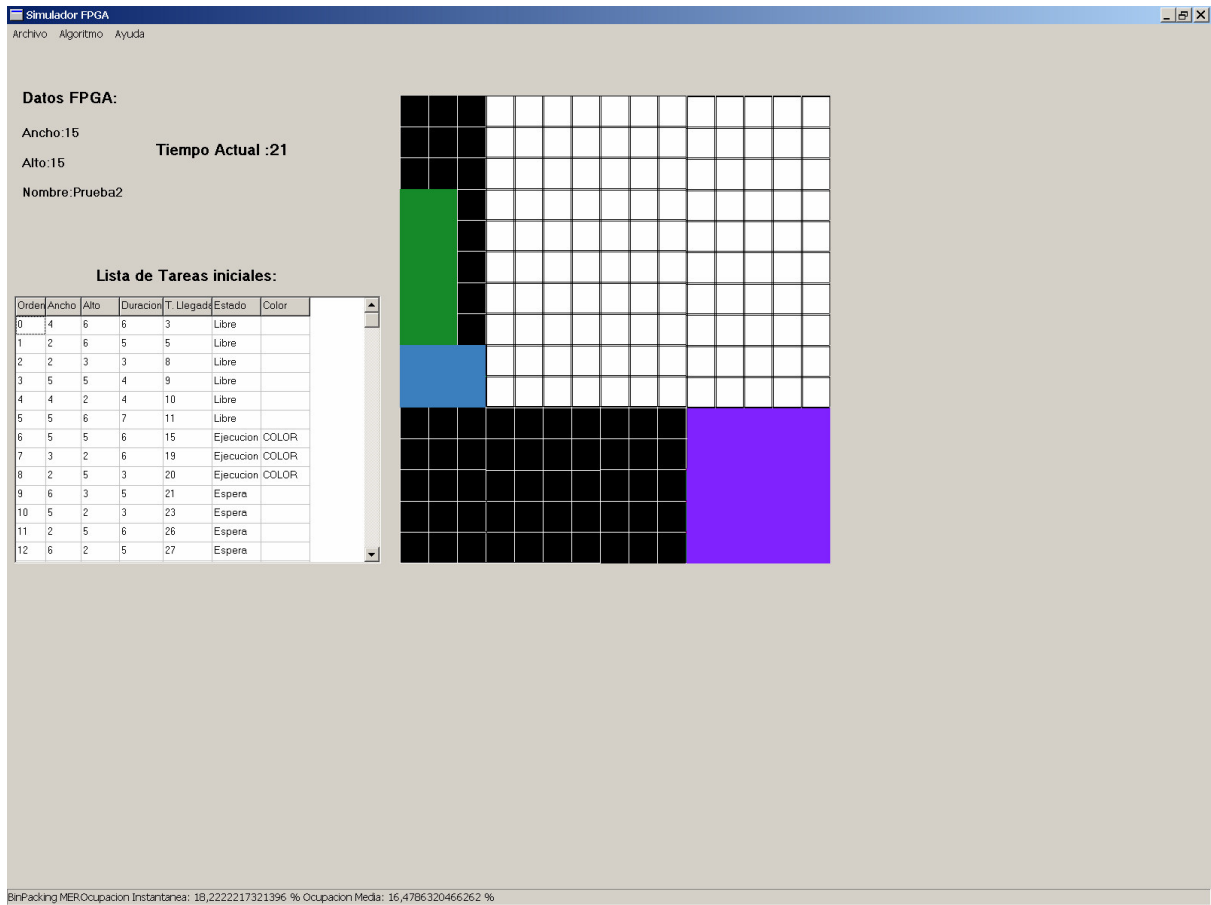 Simulador FPGA
Archivo Algoritmo Ayuda
Datos FPGA:
Ancho:15
Tiempo Actual :21
Alto:15
Nombre:Prueba2
Lista de Tareas iniciales:
Orden Ancho Alto Duracion T. Llegada Estado Color
0 4 6 6 3 Libre
1 2 6 5 5 Libre
2 2 3 3 8 Libre
3 5 5 4 9 Libre
4 4 2 4 10 Libre
5 5 6 7 11 Libre
6 5 5 6 15 Ejecucion COLOR
7 3 2 6 19 Ejecucion COLOR
8 2 5 3 20 Ejecucion COLOR
9 6 3 5 21 Espera
10 5 2 3 23 Espera
11 2 5 6 26 Espera
12 6 2 5 27 Espera
BinPacking MEROcupacion Instantanea: 18,2222217321396 % Ocupacion Media: 16,4786320466262 %